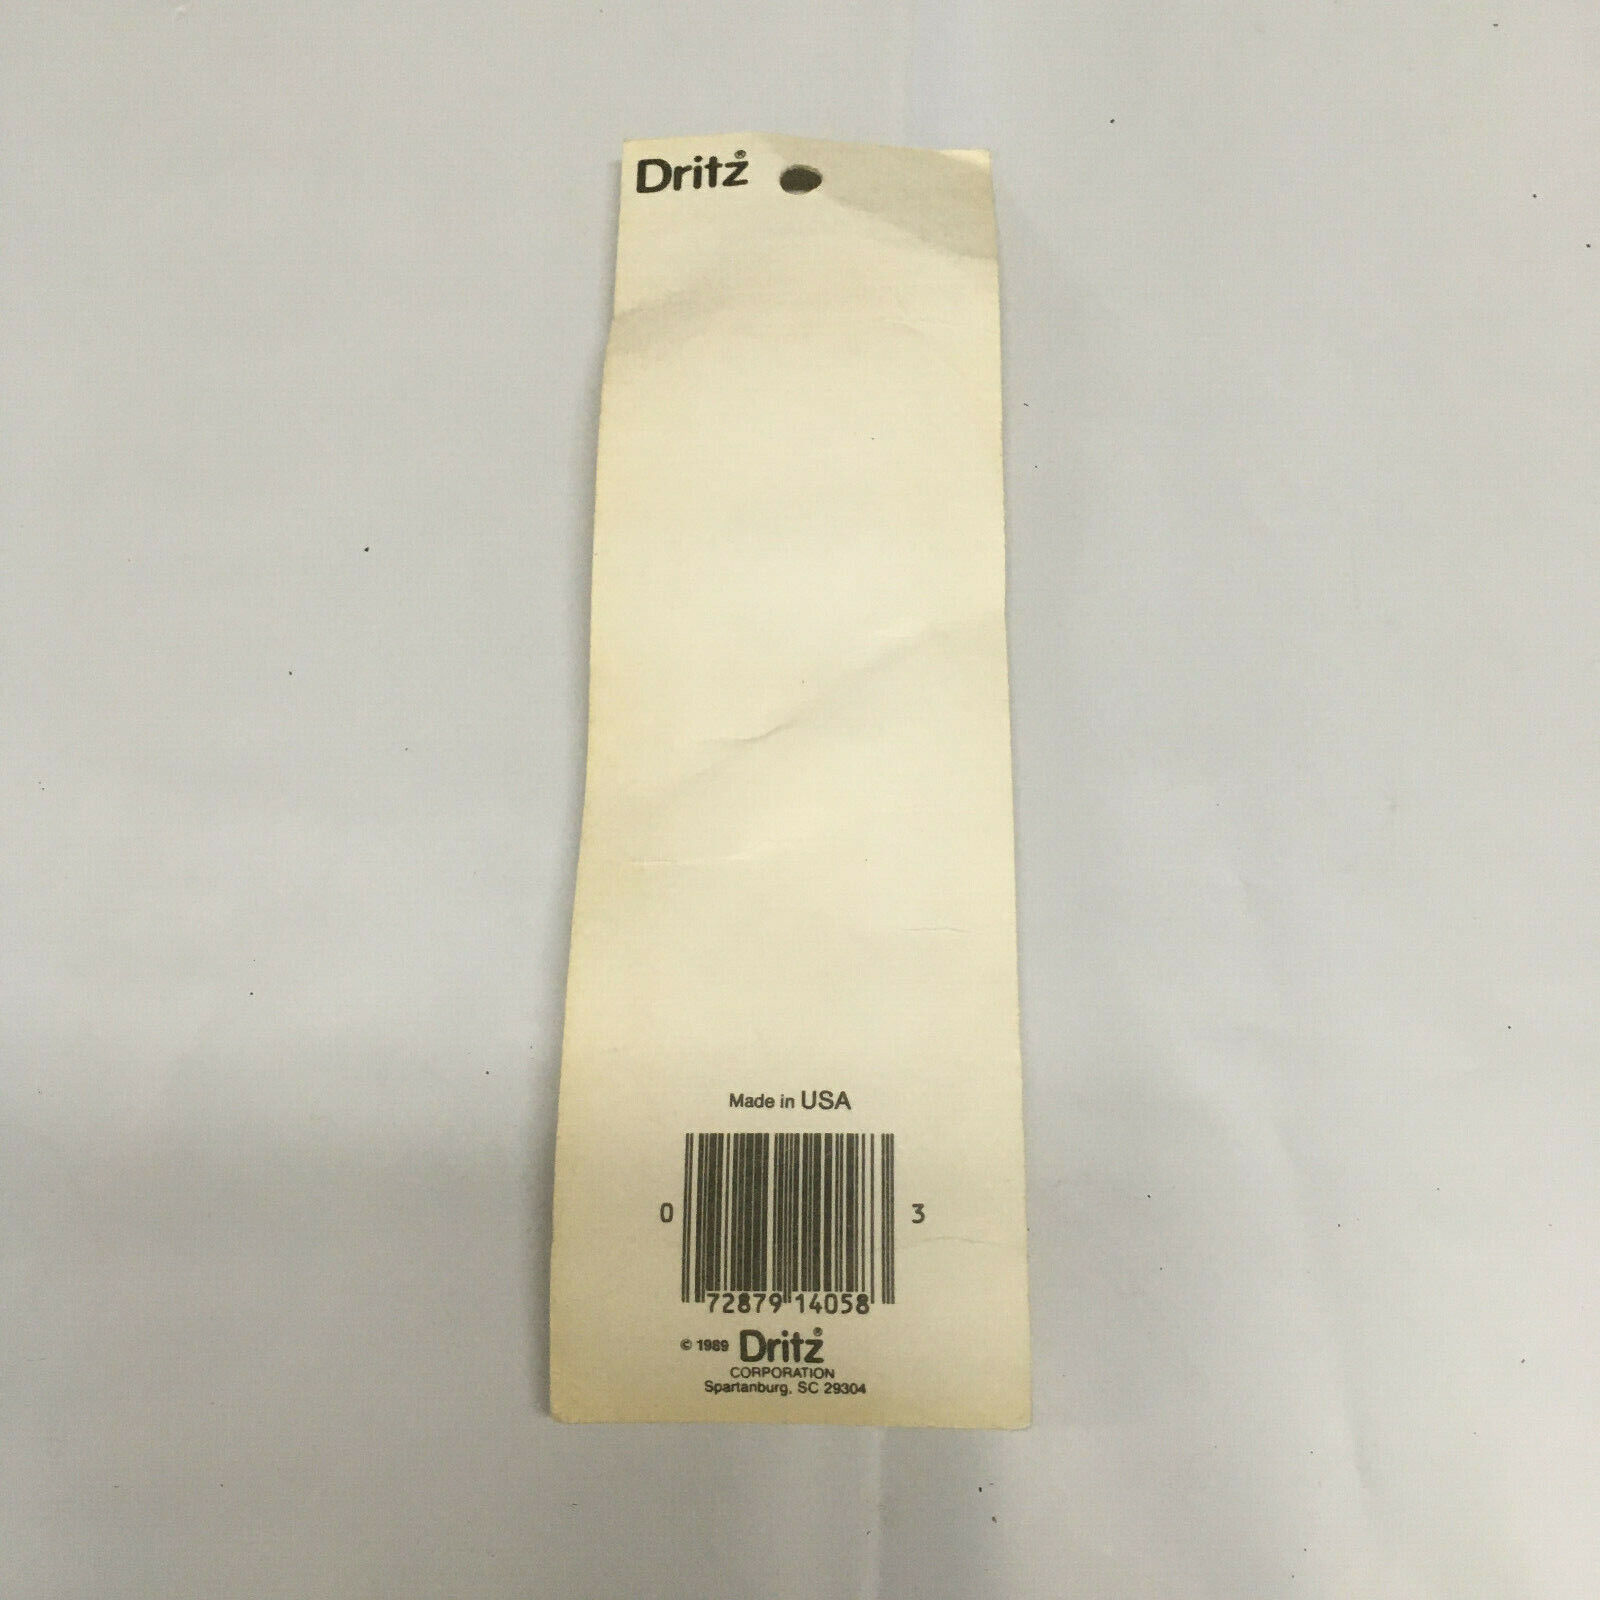 Dritz®
Made in USA
0 72879 14058 3
© 1989 Dritz®
CORPORATION
Spartanburg, SC 29304